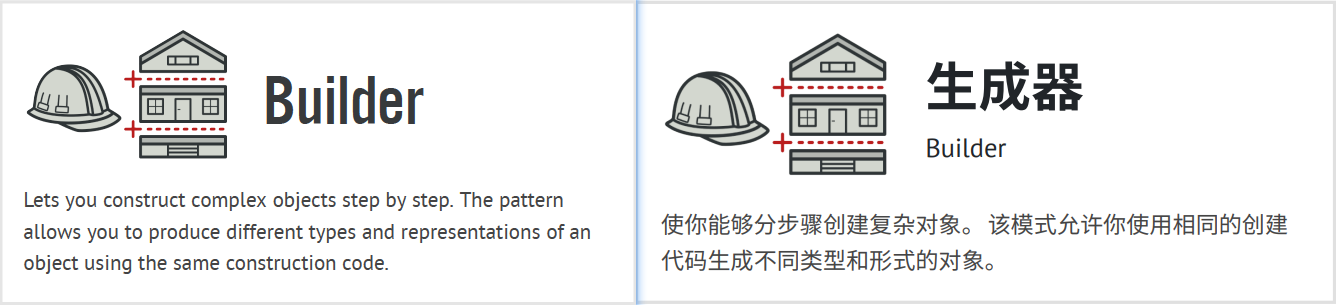 Builder
Lets you construct complex objects step by step. The pattern
allows you to produce different types and representations of an
object using the same construction code.
生成器
Builder
使你能够分步骤创建复杂对象。 该模式允许你使用相同的创建
代码生成不同类型和形式的对象。